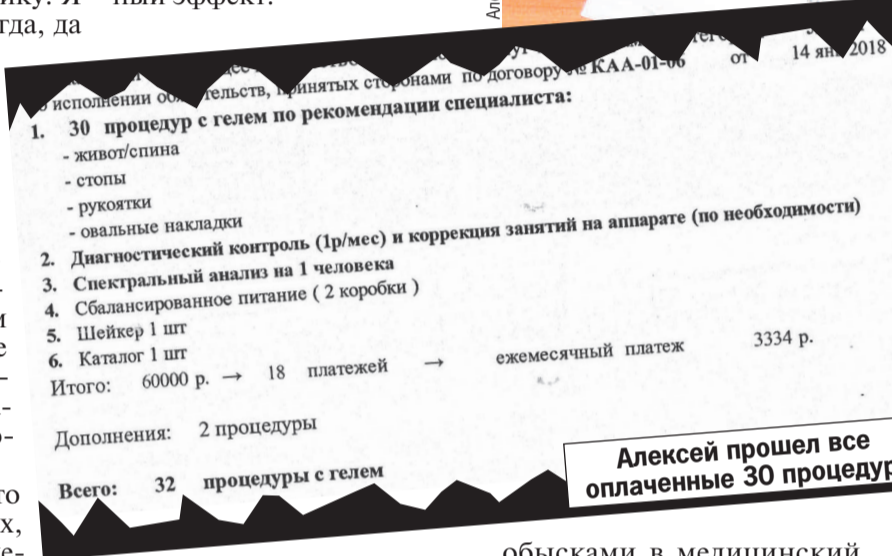 тогда, да
ный эффект.
исполнении принятых сторонами по договору № КАА-01-06 от 14 янв 2018
1. 30 процедур с гелем по рекомендации специалиста:
- живот/спина
- стопы
- рукоятки
- овальные накладки
2. Диагностический контроль (1р/мес) и коррекция занятий на аппарате (по необходимости)
3. Спектральный анализ на 1 человека
4. Сбалансированное питание ( 2 коробки )
5. Шейкер 1 шт
6. Каталог 1 шт
Итого: 60000 р. → 18 платежей → ежемесячный платеж 3334 р.
Дополнения: 2 процедуры
Всего: 32 процедуры с гелем
Алексей прошел все
оплаченные 30 процедур
обысками в медицинский